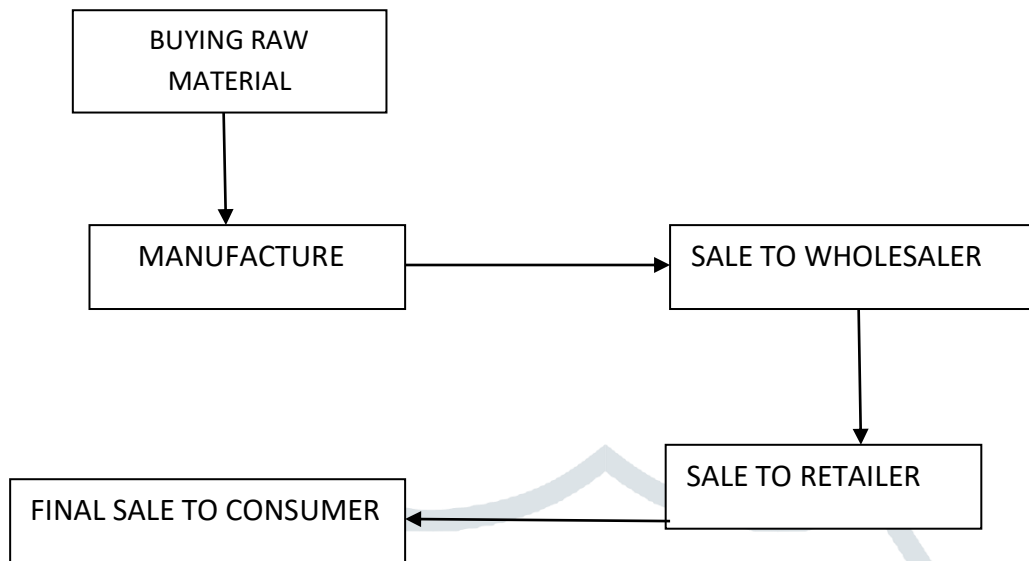 BUYING RAW
MATERIAL
MANUFACTURE
SALE TO WHOLESALER
SALE TO RETAILER
FINAL SALE TO CONSUMER